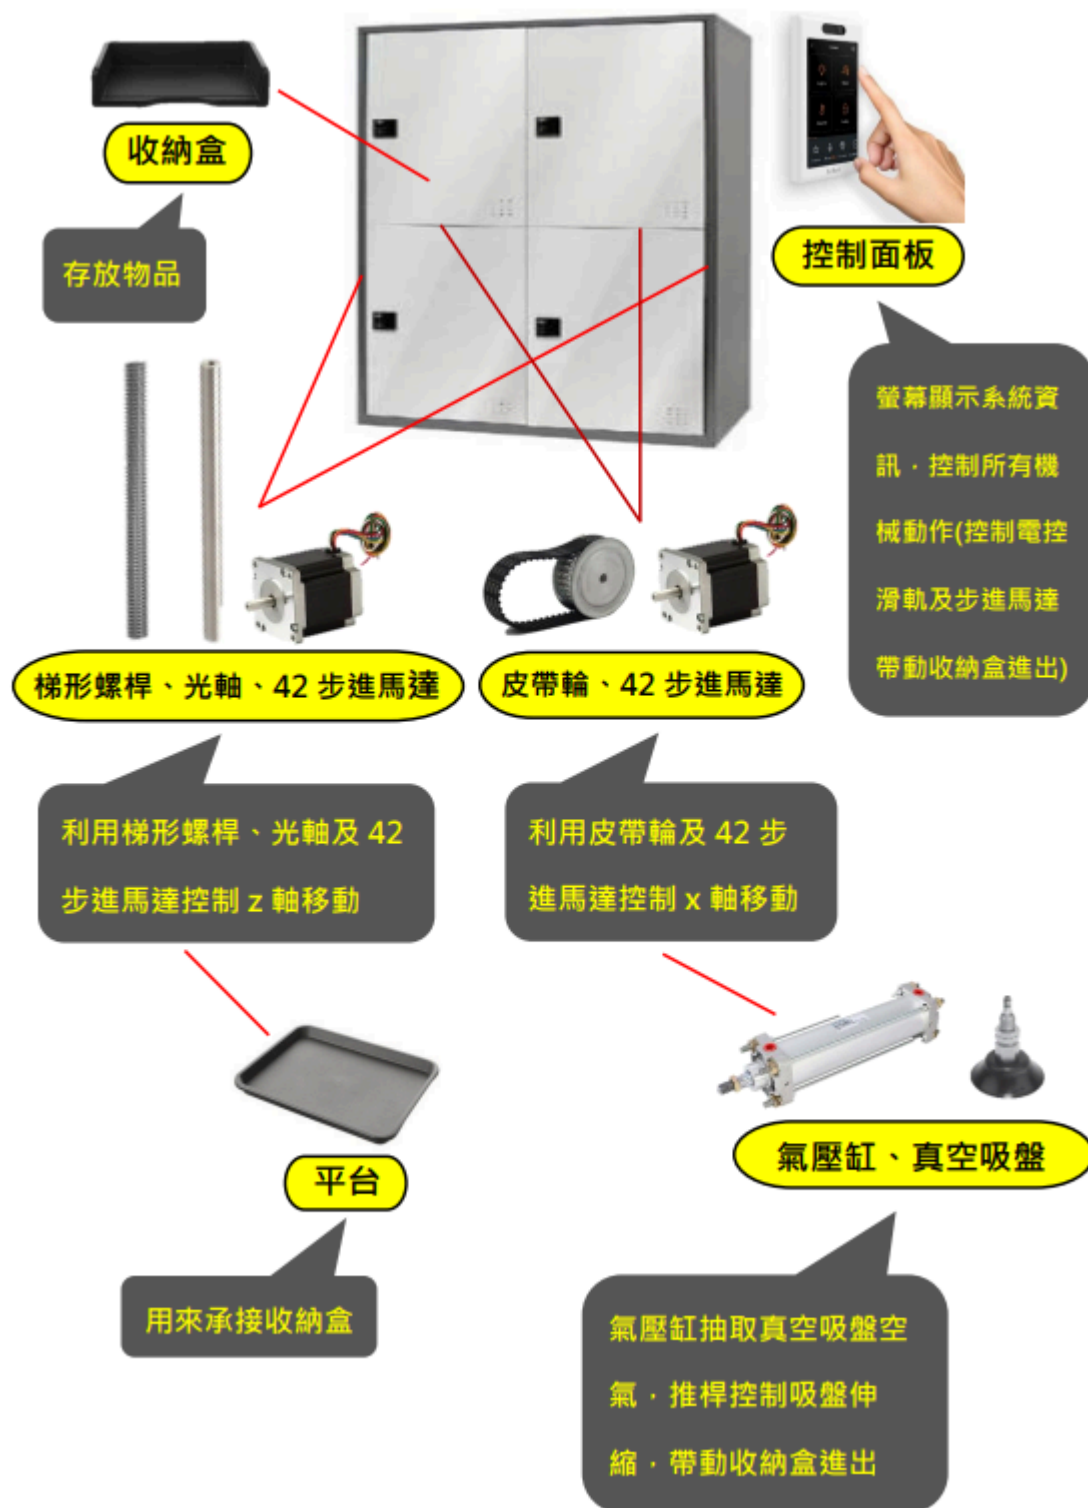 收納盒
存放物品
控制面板
螢幕顯示系統資
訊，控制所有機
械動作(控制電控
滑軌及步進馬達
帶動收納盒進出)
梯形螺桿、光軸、42 步進馬達
皮帶輪、42 步進馬達
利用梯形螺桿、光軸及 42
步進馬達控制 z 軸移動
利用皮帶輪及 42 步
進馬達控制 x 軸移動
平台
用來承接收納盒
氣壓缸、真空吸盤
氣壓缸抽取真空吸盤空
氣，推桿控制吸盤伸
縮，帶動收納盒進出